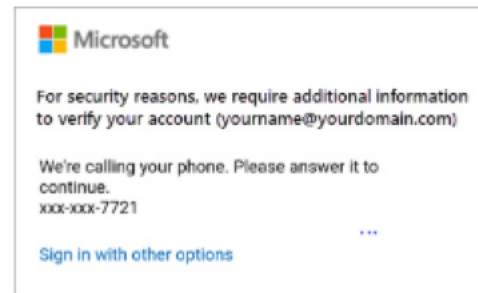 Microsoft
For security reasons, we require additional information
to verify your account (yourname@yourdomain.com)
We're calling your phone. Please answer it to
continue.
xxx-xxx-7721
...
Sign in with other options